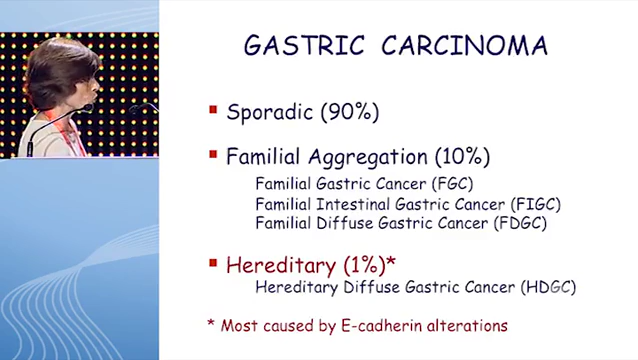 GASTRIC CARCINOMA
Sporadic (90%)
Familial Aggregation (10%)
Familial Gastric Cancer (FGC)
Familial Intestinal Gastric Cancer (FIGC)
Familial Diffuse Gastric Cancer (FDGC)
Hereditary (1%)*
Hereditary Diffuse Gastric Cancer (HDGC)
* Most caused by E-cadherin alterations